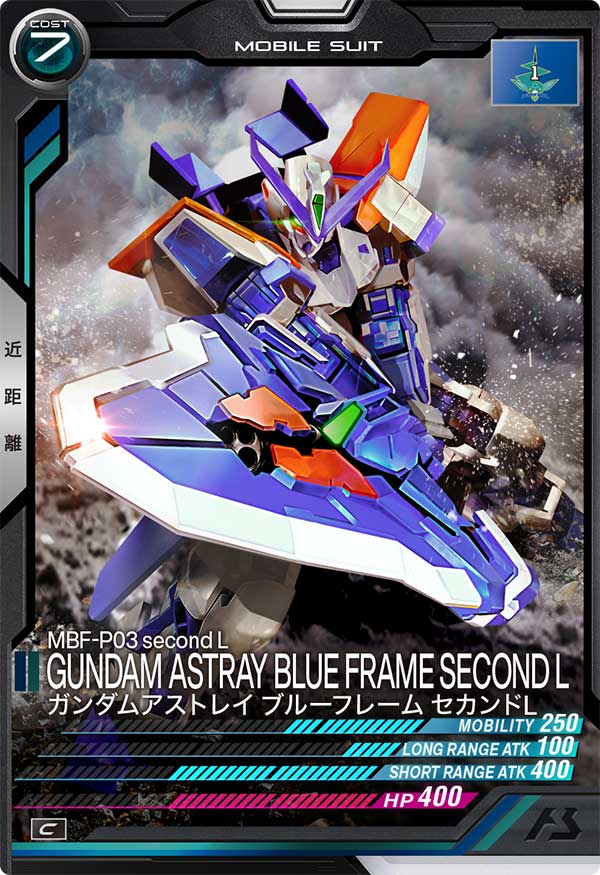 COST
7
MOBILE SUIT
1
近距離
MBF-P03 second L
GUNDAM ASTRAY BLUE FRAME SECOND L
ガンダムアストレイ ブルーフレーム セカンドL
MOBILITY 250
LONG RANGE ATK 100
SHORT RANGE ATK 400
HP 400
C